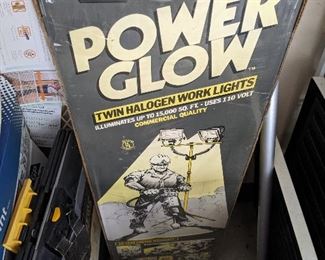 POWER
GLOW
TWIN HALOGEN WORK LIGHTS
ILLUMINATES UP TO 15,000 SQ. FT. - USES 110 VOLT
COMMERCIAL QUALITY